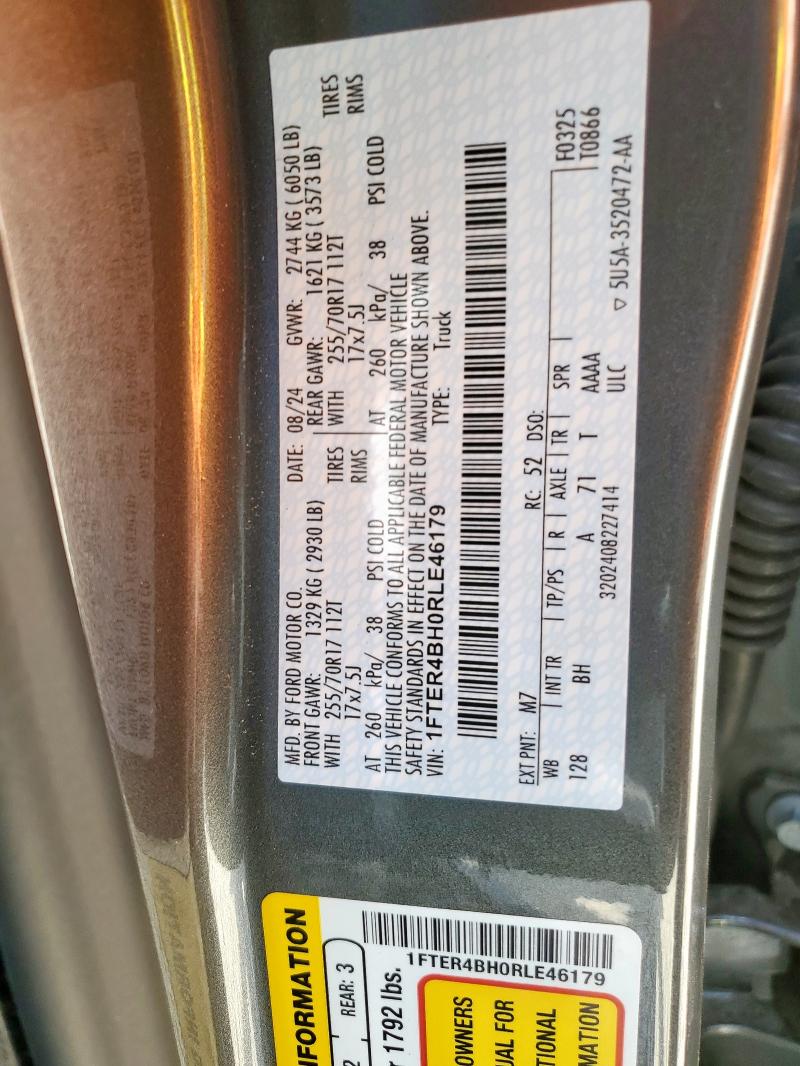 MFD. BY FORD MOTOR CO. DATE: 08/24 GVWR: 2744 KG ( 6050 LB)
FRONT GAWR: 1329 KG ( 2930 LB) REAR GAWR: 1621 KG ( 3573 LB)
WITH 255/70R17 112T TIRES WITH 255/70R17 112T TIRES
17x7.5J RIMS 17x7.5J RIMS
AT 260 kPa/ 38 PSI COLD AT 260 kPa/ 38 PSI COLD
THIS VEHICLE CONFORMS TO ALL APPLICABLE FEDERAL MOTOR VEHICLE
SAFETY STANDARDS IN EFFECT ON THE DATE OF MANUFACTURE SHOWN ABOVE.
VIN: 1FTER4BH0RLE46179 TYPE: Truck
EXT PNT: M7 RC: 52 DSO:
WB INT TR TP/PS R AXLE TR SPR F0325
128 BH A 71 T AAAA T0866
ULC
3202408227414 ▽ 5U5A-3520472-AA
FORMATION
REAR: 3
1792 lbs.
1FTER4BH0RLE46179
OWNERS
UAL FOR
TIONAL
MATION